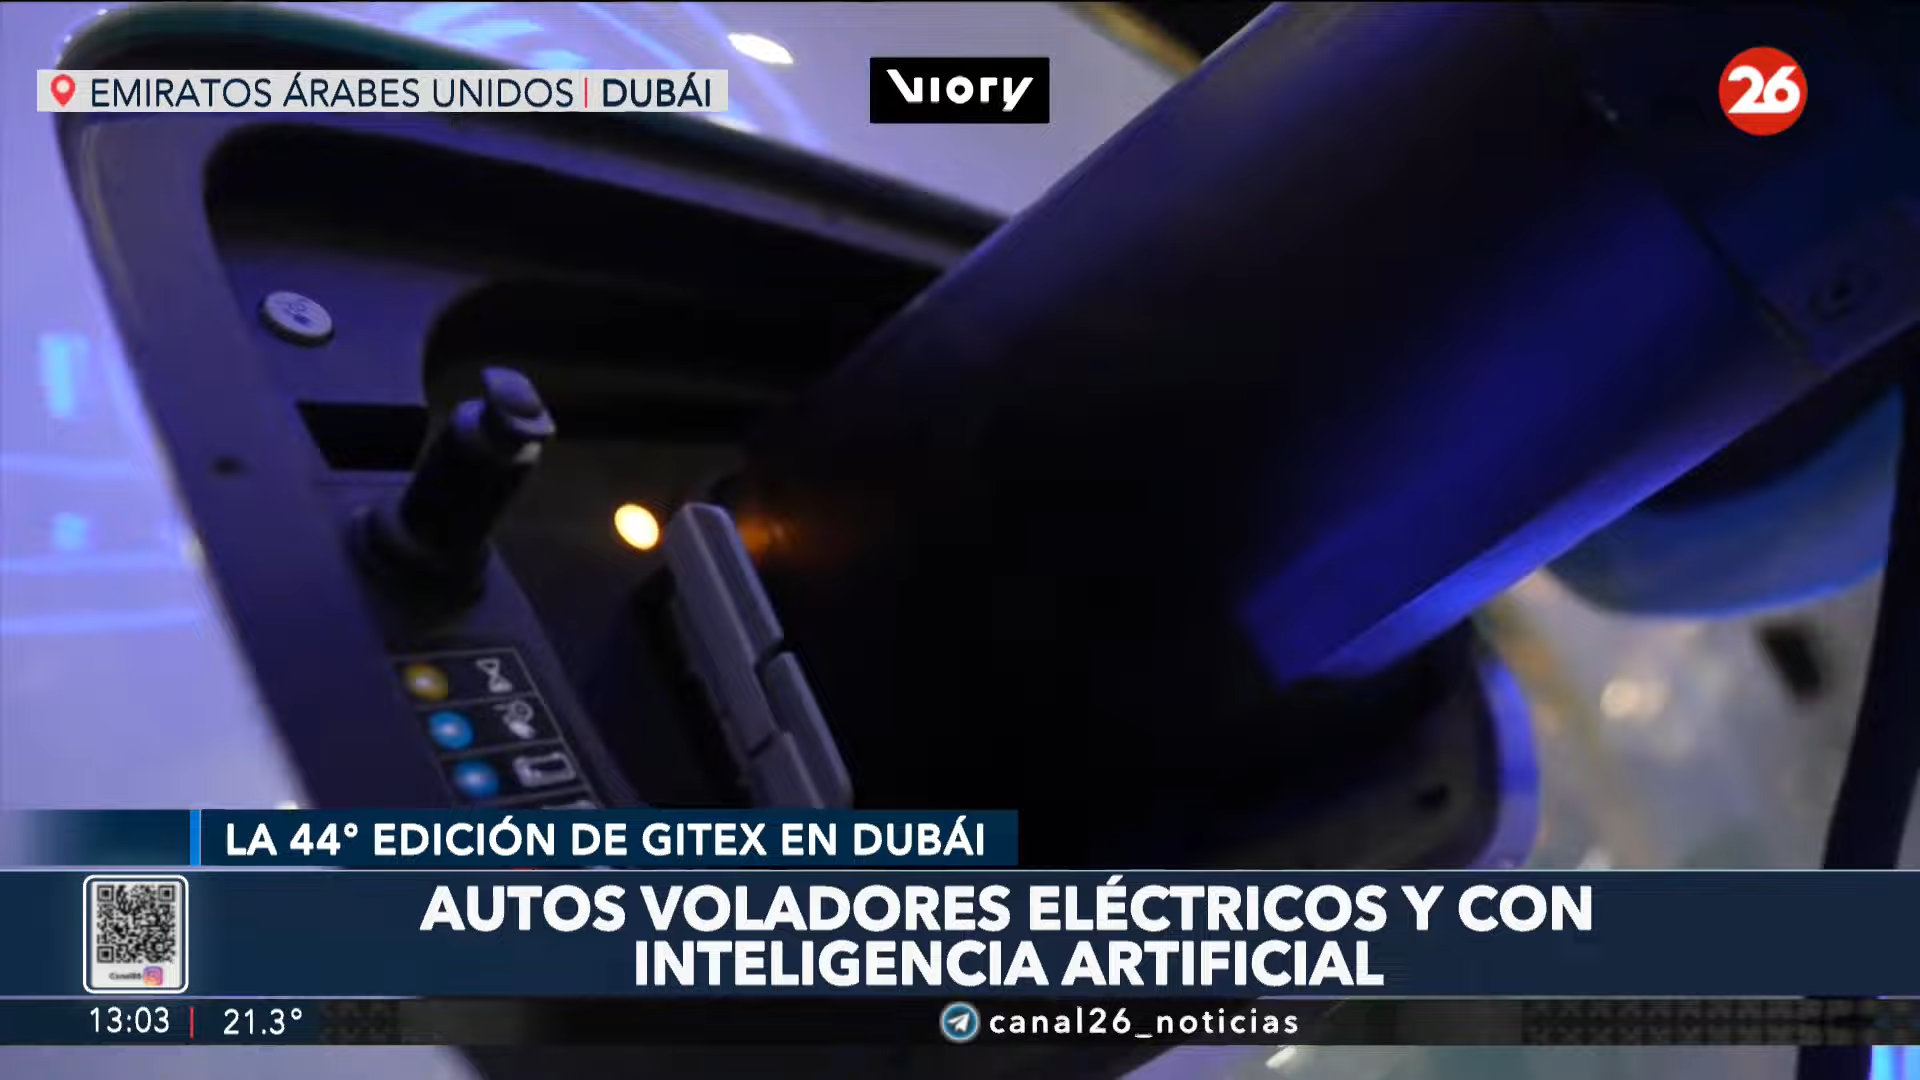 EMIRATOS ÁRABES UNIDOS | DUBÁI
VIORY
26
LA 44° EDICIÓN DE GITEX EN DUBÁI
AUTOS VOLADORES ELÉCTRICOS Y CON
INTELIGENCIA ARTIFICIAL
Canal26
13:03 | 21.3°
canal26_noticias